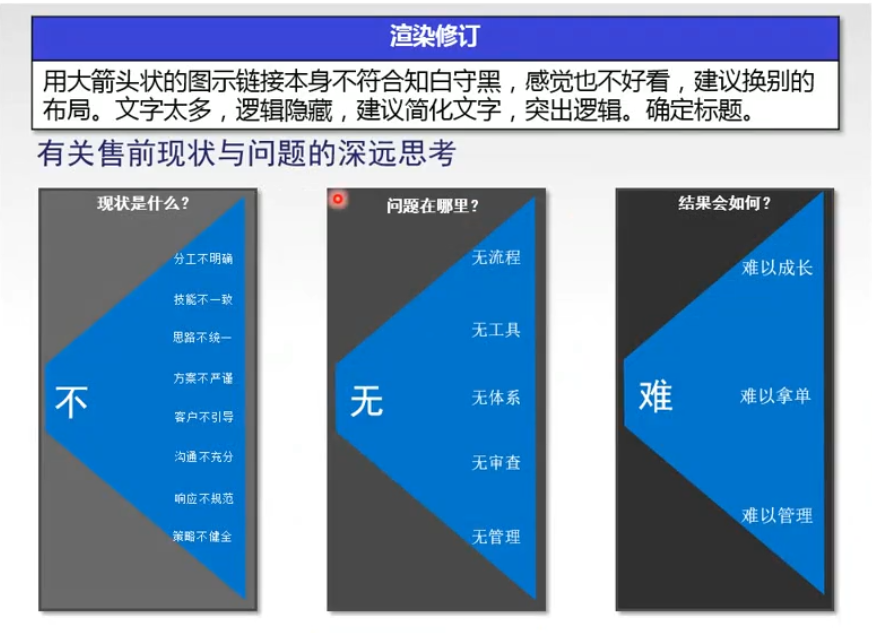 渲染修订
用大箭头状的图示链接本身不符合知白守黑，感觉也不好看，建议换别的
布局。文字太多，逻辑隐藏，建议简化文字，突出逻辑。确定标题。
有关售前现状与问题的深远思考
现状是什么？
不
分工不明确
技能不一致
思路不统一
方案不严谨
客户不引导
沟通不充分
响应不规范
策略不健全
问题在哪里？
无
无流程
无工具
无体系
无审查
无管理
结果会如何？
难
难以成长
难以拿单
难以管理